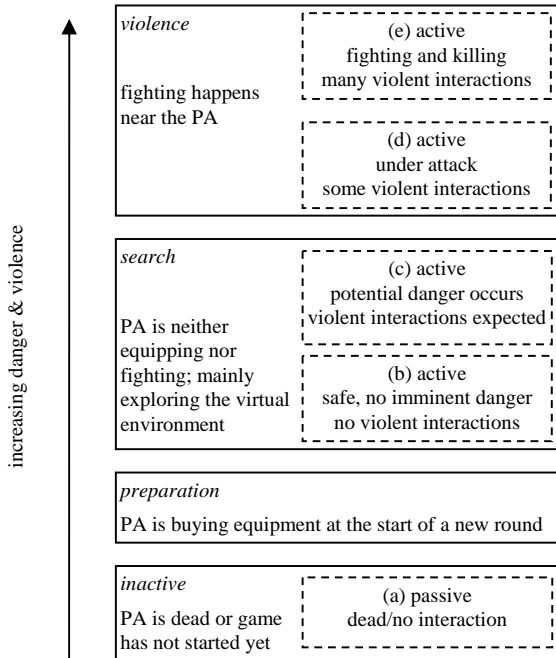 violence
fighting happens
near the PA
(e) active
fighting and killing
many violent interactions
(d) active
under attack
some violent interactions
search
PA is neither
equipping nor
fighting; mainly
exploring the virtual
environment
(c) active
potential danger occurs
violent interactions expected
(b) active
safe, no imminent danger
no violent interactions
preparation
PA is buying equipment at the start of a new round
inactive
PA is dead or game
has not started yet
(a) passive
dead/no interaction
increasing danger & violence